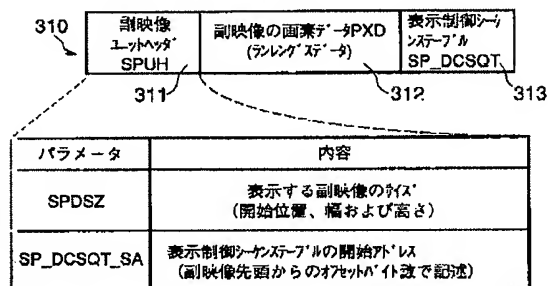 310
副映像
ユニットヘッダ
SPUH
副映像の画素データPXD
(ランレングスデータ)
表示制御シーケ
ンステーブル
SP_DCSQT
311
312
313
パラメータ
内容
SPDSZ
表示する副映像のサイズ
(開始位置、幅および高さ)
SP_DCSQT_SA
表示制御シーケンステーブルの開始アドレス
(副映像先頭からのオフセットバイト数で記述)